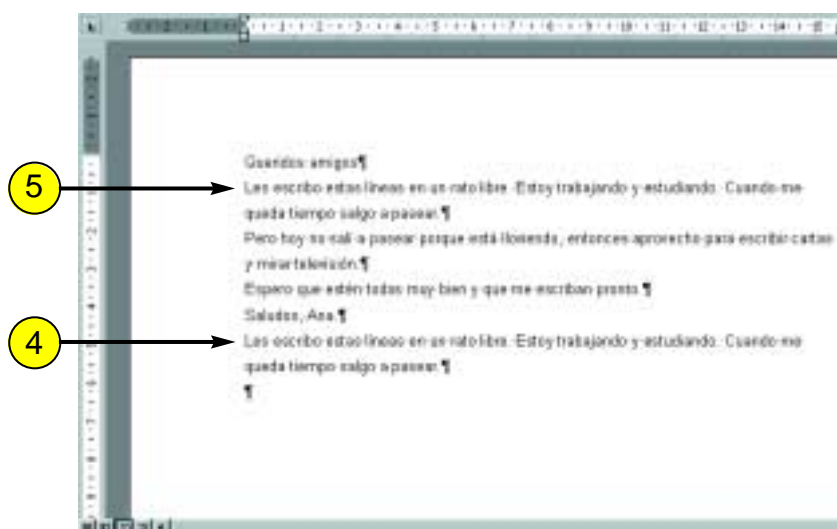 Queridos amigos¶
5
Les escribo estas líneas en un rato libre. Estoy trabajando y estudiando. Cuando me
queda tiempo salgo a pasear.¶
Pero hoy no salí a pasear porque está lloviendo, entonces aprovecho para escribir cartas
y mirar televisión.¶
Espero que estén todos muy bien y que me escriban pronto.¶
Saludos, Ana.¶
4
Les escribo estas líneas en un rato libre. Estoy trabajando y estudiando. Cuando me
queda tiempo salgo a pasear.¶
¶